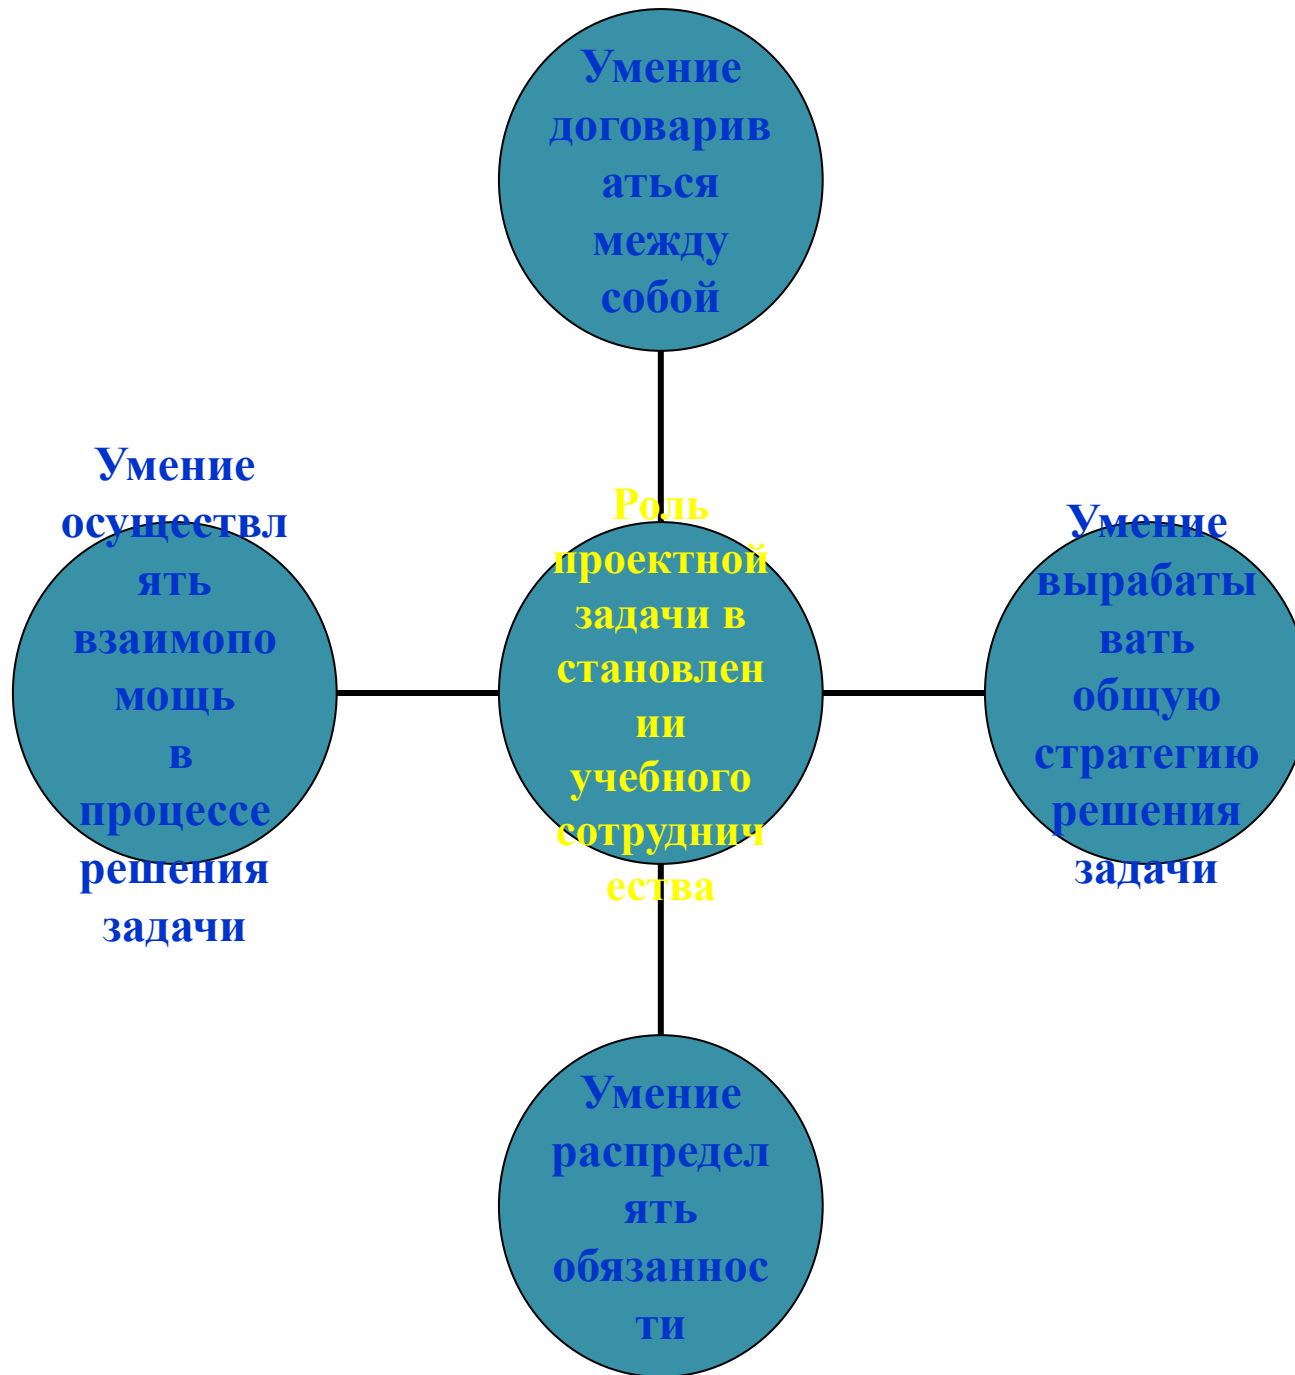 Умение
договарив
аться
между
собой
Умение
осуществл
ять
взаимопо
мощь
в
процессе
решения
задачи
Роль
проектной
задачи в
становлен
ии
учебного
сотруднич
ества
Умение
вырабаты
вать
общую
стратегию
решения
задачи
Умение
распредел
ять
обязаннос
ти